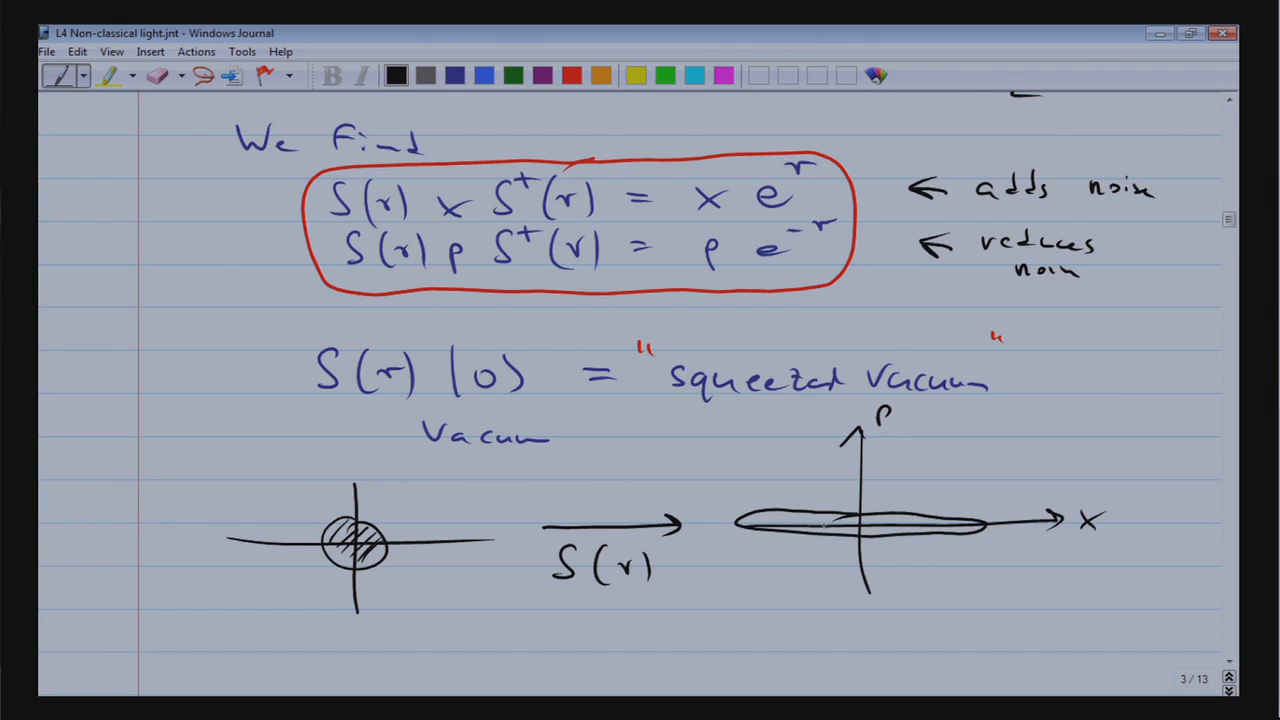 L4 Non-classical light.jnt - Windows Journal
File Edit View Insert Actions Tools Help
B I
We find
S(r) x S†(r) = x e^r ← adds noise
S(r) p S†(r) = p e^-r ← reduces
noise
S(r) |0⟩ = "squeezed vacuum"
Vacuum
P
S(r)
X
3 / 13